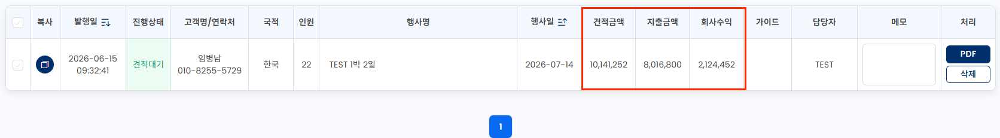 복사 발행일 진행상태 고객명/연락처 국적 인원 행사명 행사일 견적금액 지출금액 회사수익 가이드 담당자 메모 처리
2026-06-15
09:32:41
견적대기
임병남
010-8255-5729
한국
22
TEST 1박 2일
2026-07-14
10,141,252
8,016,800
2,124,452
TEST
PDF
삭제
1